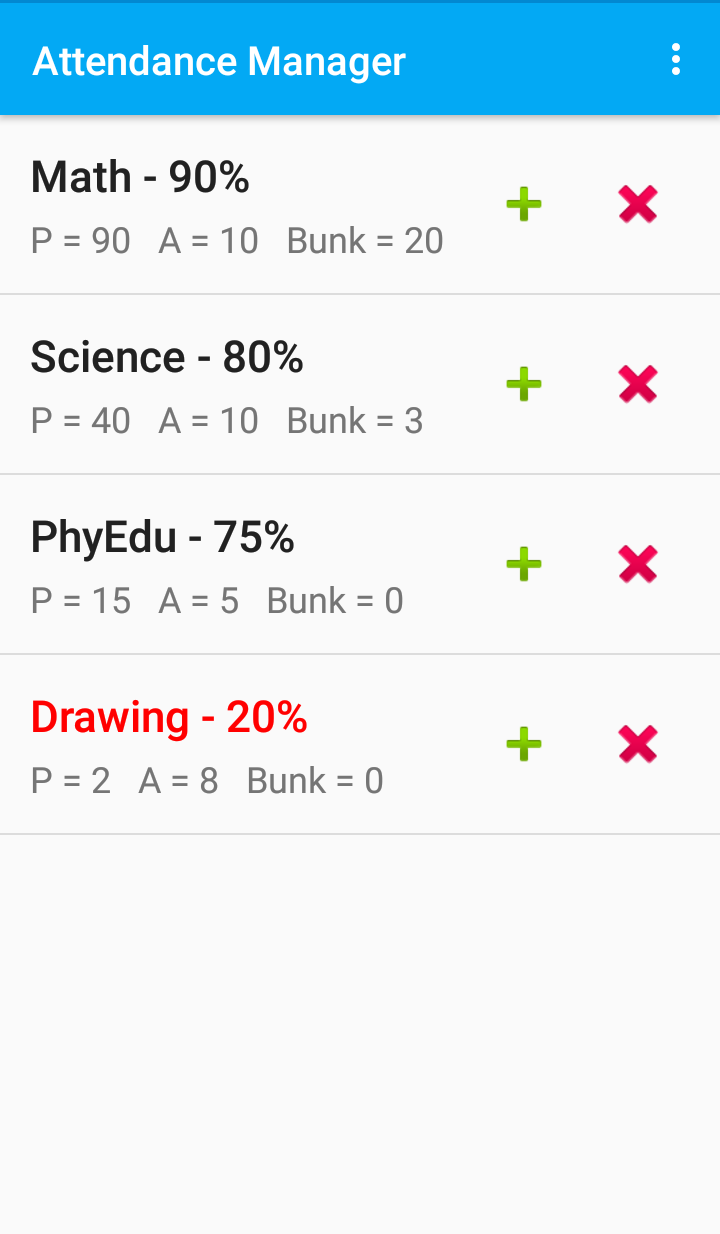 Attendance Manager
Math - 90%
P = 90 A = 10 Bunk = 20
Science - 80%
P = 40 A = 10 Bunk = 3
PhyEdu - 75%
P = 15 A = 5 Bunk = 0
Drawing - 20%
P = 2 A = 8 Bunk = 0